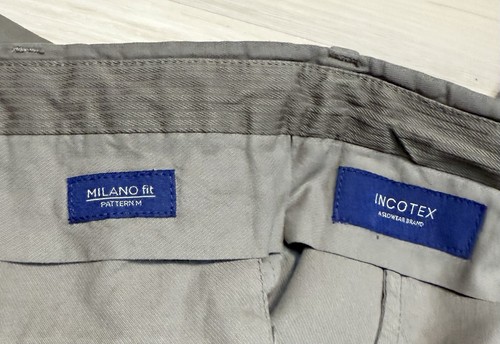 MILANO fit
PATTERN M
INCOTEX
A SLOWEAR BRAND